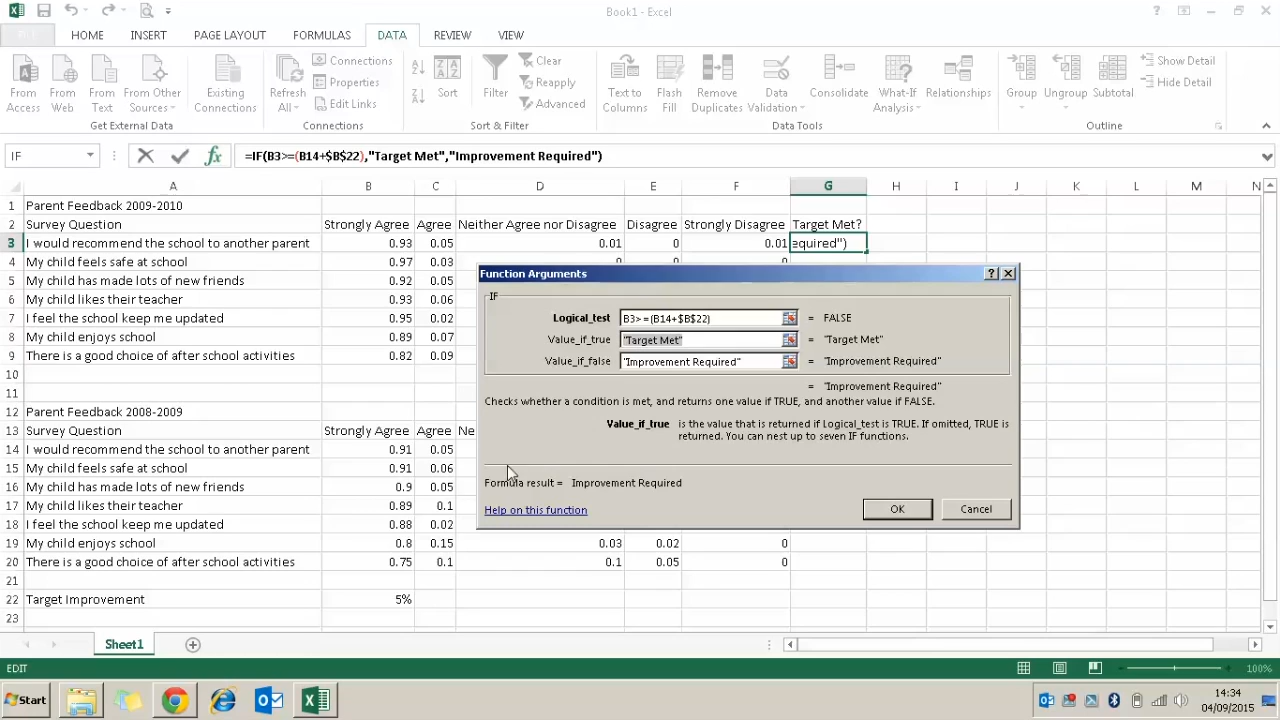 Book1 - Excel
HOME INSERT PAGE LAYOUT FORMULAS DATA REVIEW VIEW
From Access From Web From Text From Other Sources Existing Connections Refresh All Connections Properties Edit Links Sort Filter Clear Reapply Advanced Text to Columns Flash Fill Remove Duplicates Data Validation Consolidate What-If Analysis Relationships Group Ungroup Subtotal Show Detail Hide Detail
Get External Data Connections Sort & Filter Data Tools Outline
IF =IF(B3>=(B14+$B$22),"Target Met","Improvement Required")
A B C D E F G H I J K L M N
1 Parent Feedback 2009-2010
2 Survey Question Strongly Agree Agree Neither Agree nor Disagree Disagree Strongly Disagree Target Met?
3 I would recommend the school to another parent 0.93 0.05 0.01 0 0.01 equired")
4 My child feels safe at school 0.97 0.03
5 My child has made lots of new friends 0.92 0.05
6 My child likes their teacher 0.93 0.06
7 I feel the school keep me updated 0.95 0.02
8 My child enjoys school 0.89 0.07
9 There is a good choice of after school activities 0.82 0.09
10
11
12 Parent Feedback 2008-2009
13 Survey Question Strongly Agree Agree Ne
14 I would recommend the school to another parent 0.91 0.05
15 My child feels safe at school 0.91 0.06
16 My child has made lots of new friends 0.9 0.05
17 My child likes their teacher 0.89 0.1
18 I feel the school keep me updated 0.88 0.02
19 My child enjoys school 0.8 0.15 0.03 0.02 0
20 There is a good choice of after school activities 0.75 0.1 0.1 0.05 0
21
22 Target Improvement 5%
23
Function Arguments
IF
Logical_test B3>=(B14+$B$22) = FALSE
Value_if_true "Target Met" = "Target Met"
Value_if_false "Improvement Required" = "Improvement Required"
= "Improvement Required"
Checks whether a condition is met, and returns one value if TRUE, and another value if FALSE.
Value_if_true is the value that is returned if Logical_test is TRUE. If omitted, TRUE is
returned. You can nest up to seven IF functions.
Formula result = Improvement Required
Help on this function OK Cancel
Sheet1
EDIT 100%
Start 14:34
04/09/2015